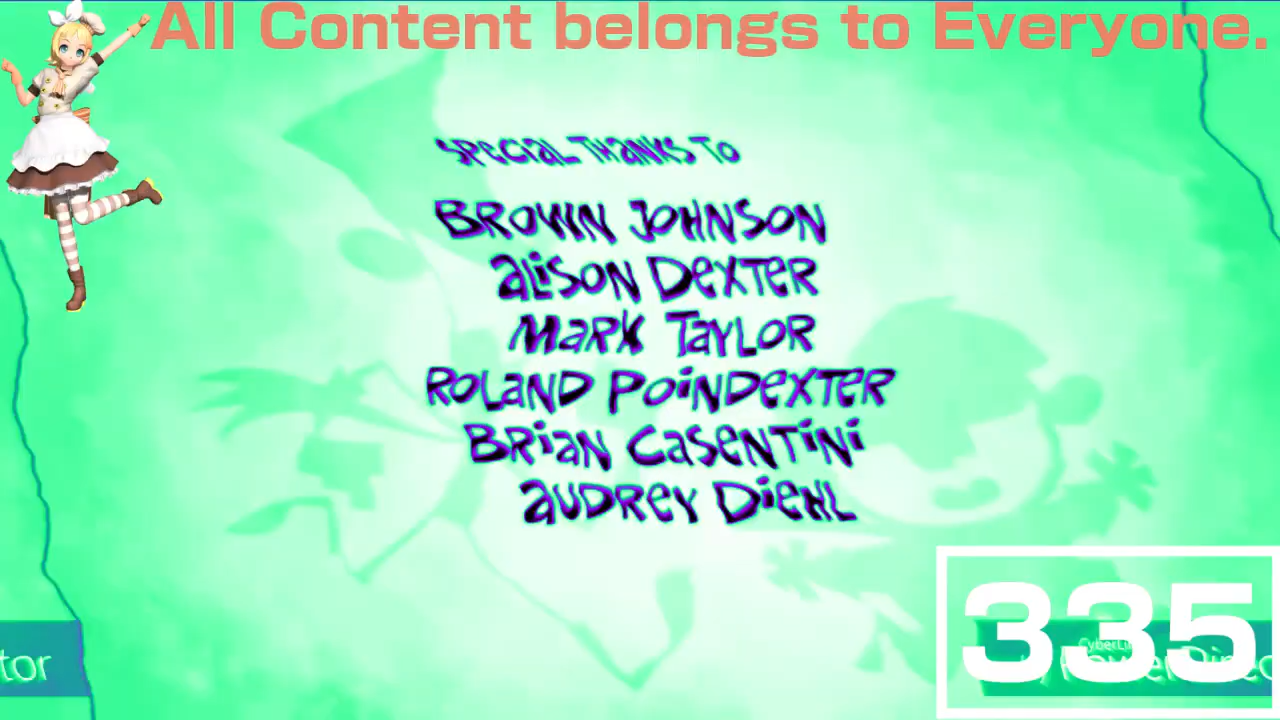 All Content belongs to Everyone.
SPECIAL THANKS TO
BROWN JOHNSON
aLiSON DEXTER
MaRK TaYLOR
ROLaND POiNDEXTER
BRiaN CaSENTiNi
aUDREY DiEHL
335
tor
CyberLin